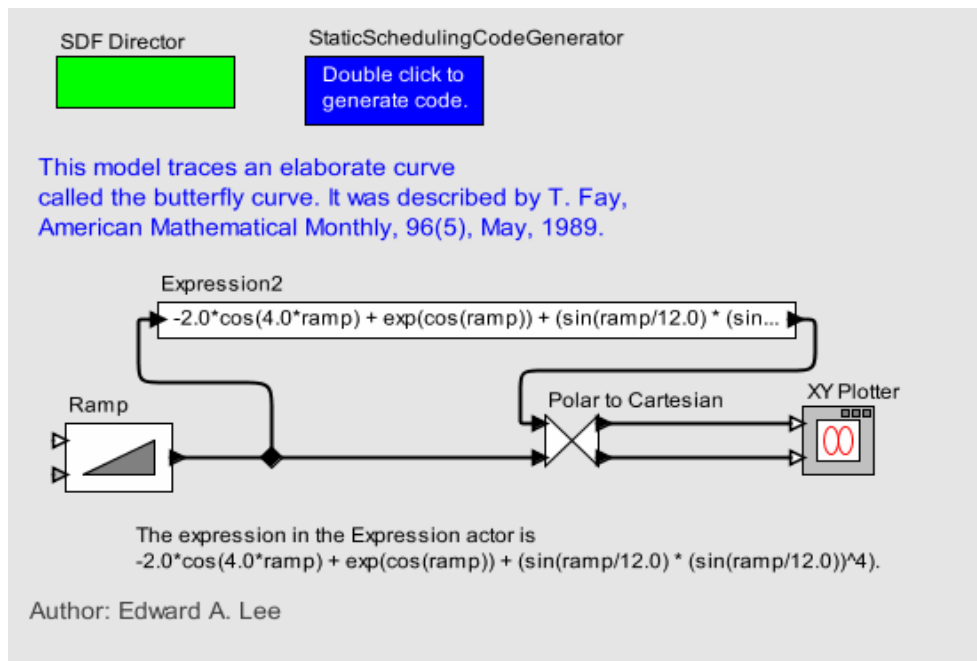 SDF Director
StaticSchedulingCodeGenerator
Double click to
generate code.
This model traces an elaborate curve
called the butterfly curve. It was described by T. Fay,
American Mathematical Monthly, 96(5), May, 1989.
Expression2
-2.0*cos(4.0*ramp) + exp(cos(ramp)) + (sin(ramp/12.0) * (sin...
Ramp
Polar to Cartesian
XY Plotter
The expression in the Expression actor is
-2.0*cos(4.0*ramp) + exp(cos(ramp)) + (sin(ramp/12.0) * (sin(ramp/12.0))^4).
Author: Edward A. Lee